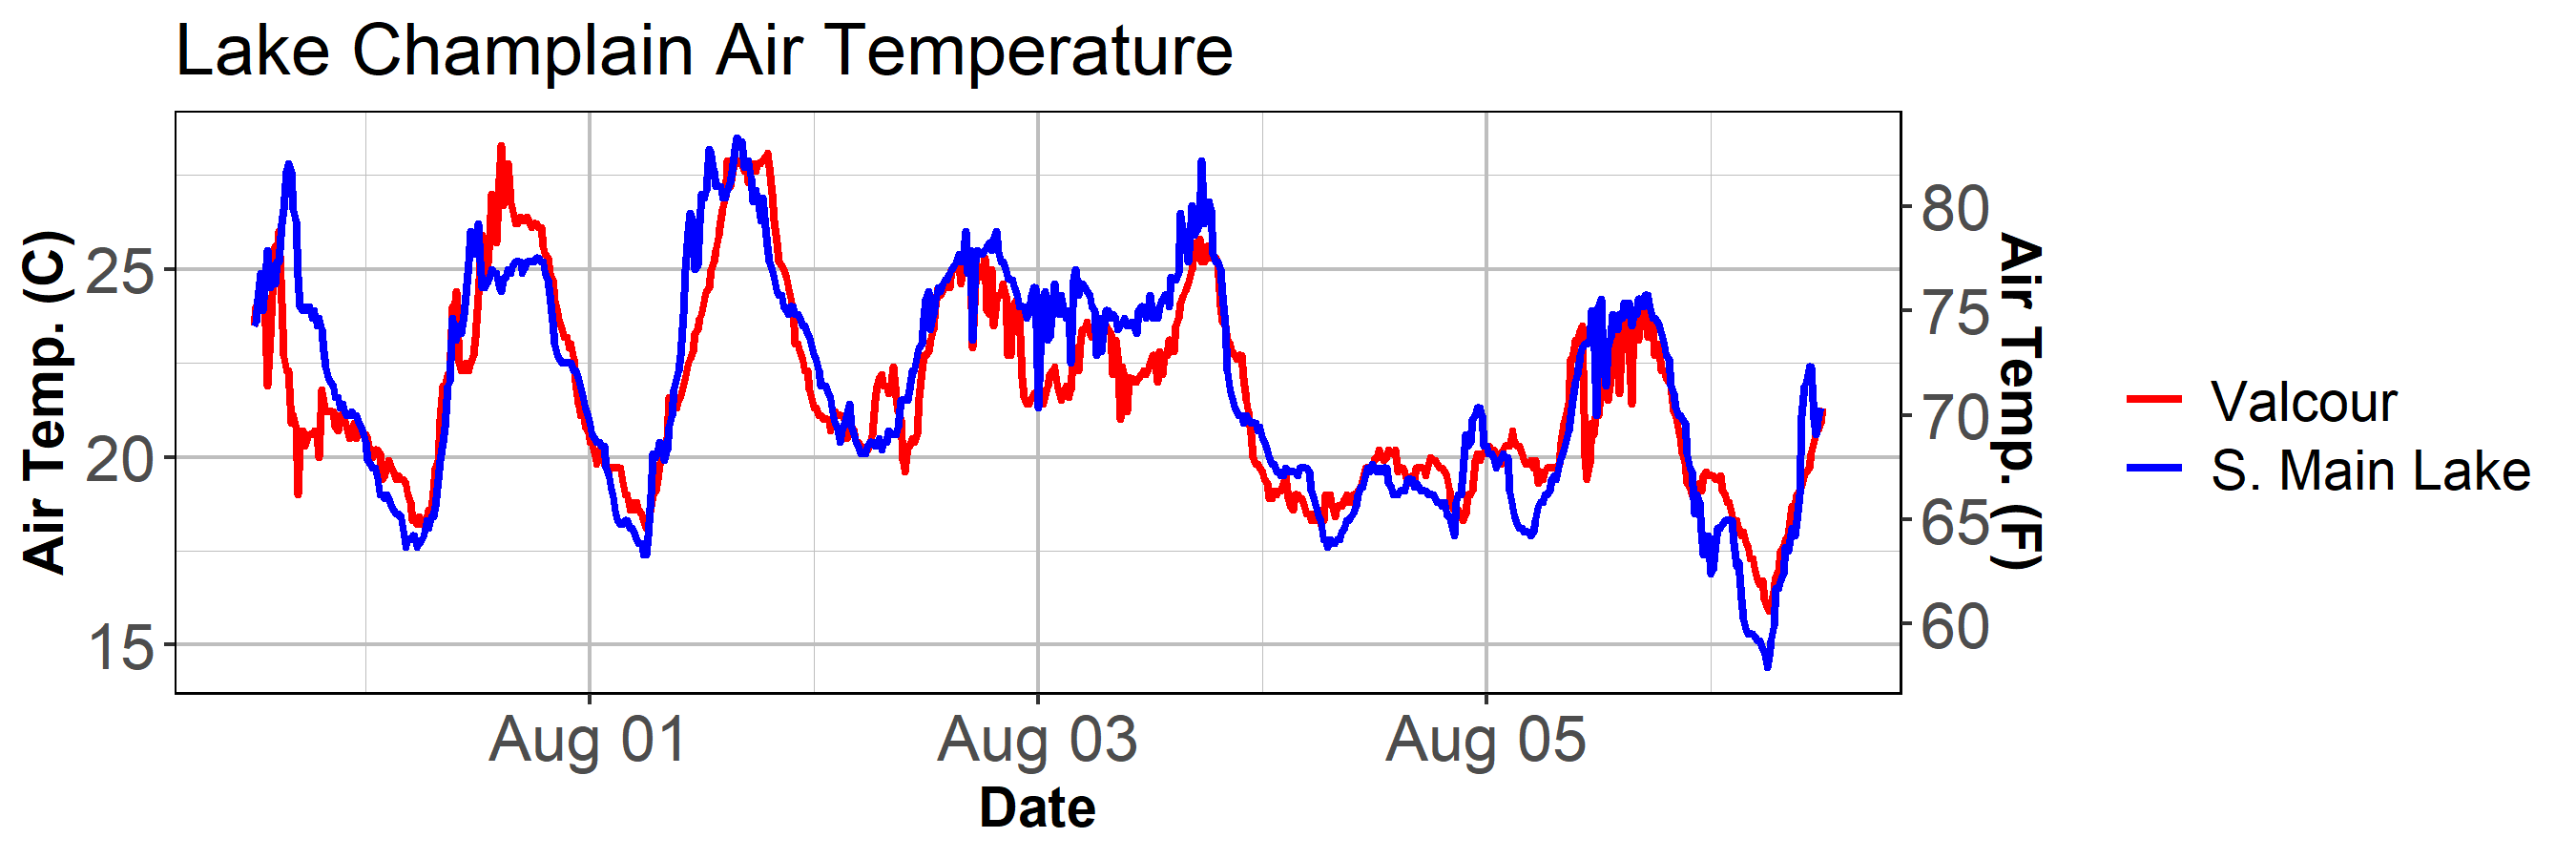 Lake Champlain Air Temperature
Air Temp. (C)
25
20
15
80
75
70
65
60
Air Temp. (F)
Aug 01
Aug 03
Aug 05
Date
Valcour
S. Main Lake